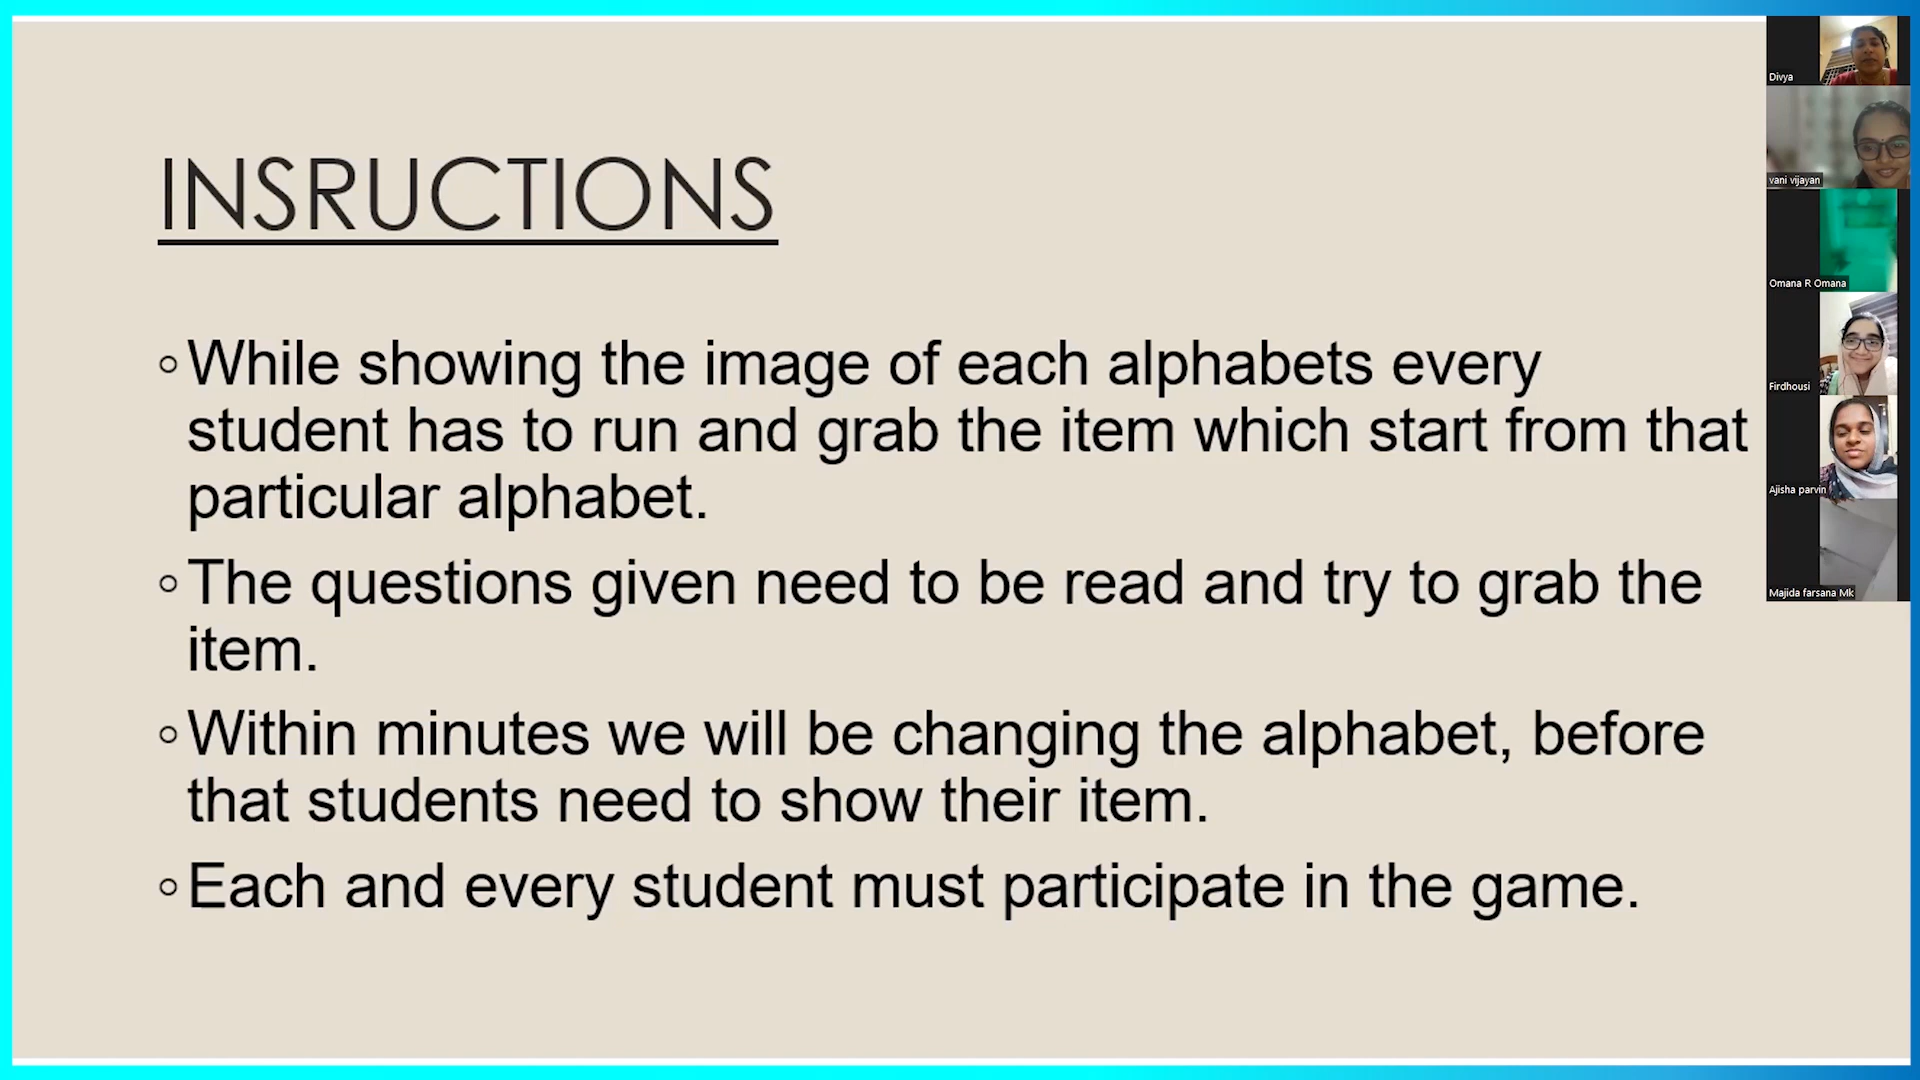 INSRUCTIONS
◦While showing the image of each alphabets every
student has to run and grab the item which start from that
particular alphabet.
◦The questions given need to be read and try to grab the
item.
◦Within minutes we will be changing the alphabet, before
that students need to show their item.
◦Each and every student must participate in the game.
Divya
vani vijayan
Omana R Omana
Firdhousi
Ajisha parvin
Majida farsana Mk